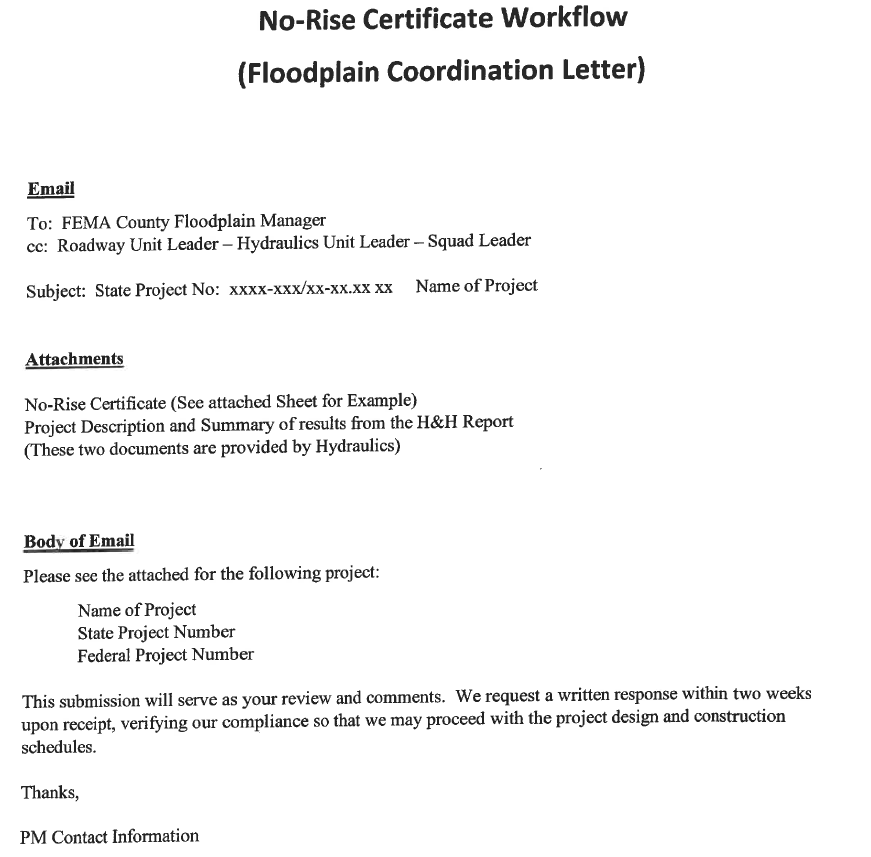 No-Rise Certificate Workflow
(Floodplain Coordination Letter)
Email
To: FEMA County Floodplain Manager
cc: Roadway Unit Leader – Hydraulics Unit Leader – Squad Leader
Subject: State Project No: xxxx-xxx/xx-xx.xx xx Name of Project
Attachments
No-Rise Certificate (See attached Sheet for Example)
Project Description and Summary of results from the H&H Report
(These two documents are provided by Hydraulics)
Body of Email
Please see the attached for the following project:
Name of Project
State Project Number
Federal Project Number
This submission will serve as your review and comments. We request a written response within two weeks
upon receipt, verifying our compliance so that we may proceed with the project design and construction
schedules.
Thanks,
PM Contact Information